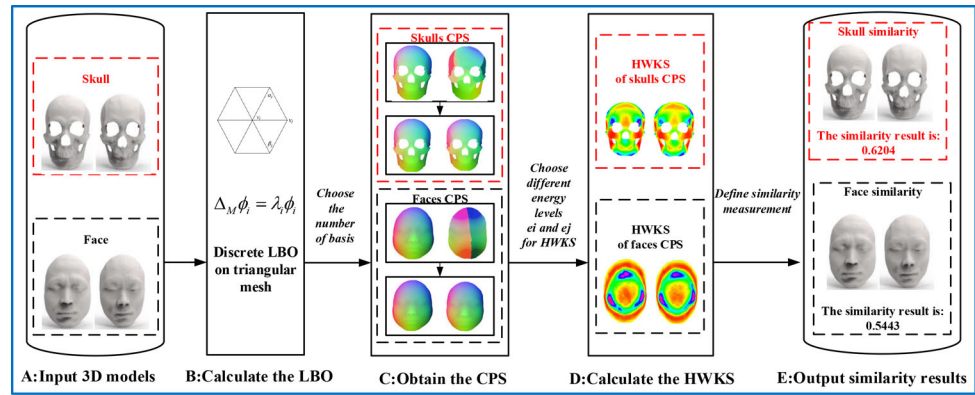 Skull
Face
A:Input 3D models
Δ_M ϕ_i = λ_i ϕ_i
Discrete LBO
on triangular
mesh
B:Calculate the LBO
Choose
the
number
of basis
Skulls CPS
Faces CPS
C:Obtain the CPS
Choose
different
energy
levels
ei and ej
for HWKS
HWKS
of skulls CPS
HWKS
of faces CPS
D:Calculate the HWKS
Define similarity
measurement
Skull similarity
The similarity result is:
0.6204
Face similarity
The similarity result is:
0.5443
E:Output similarity results